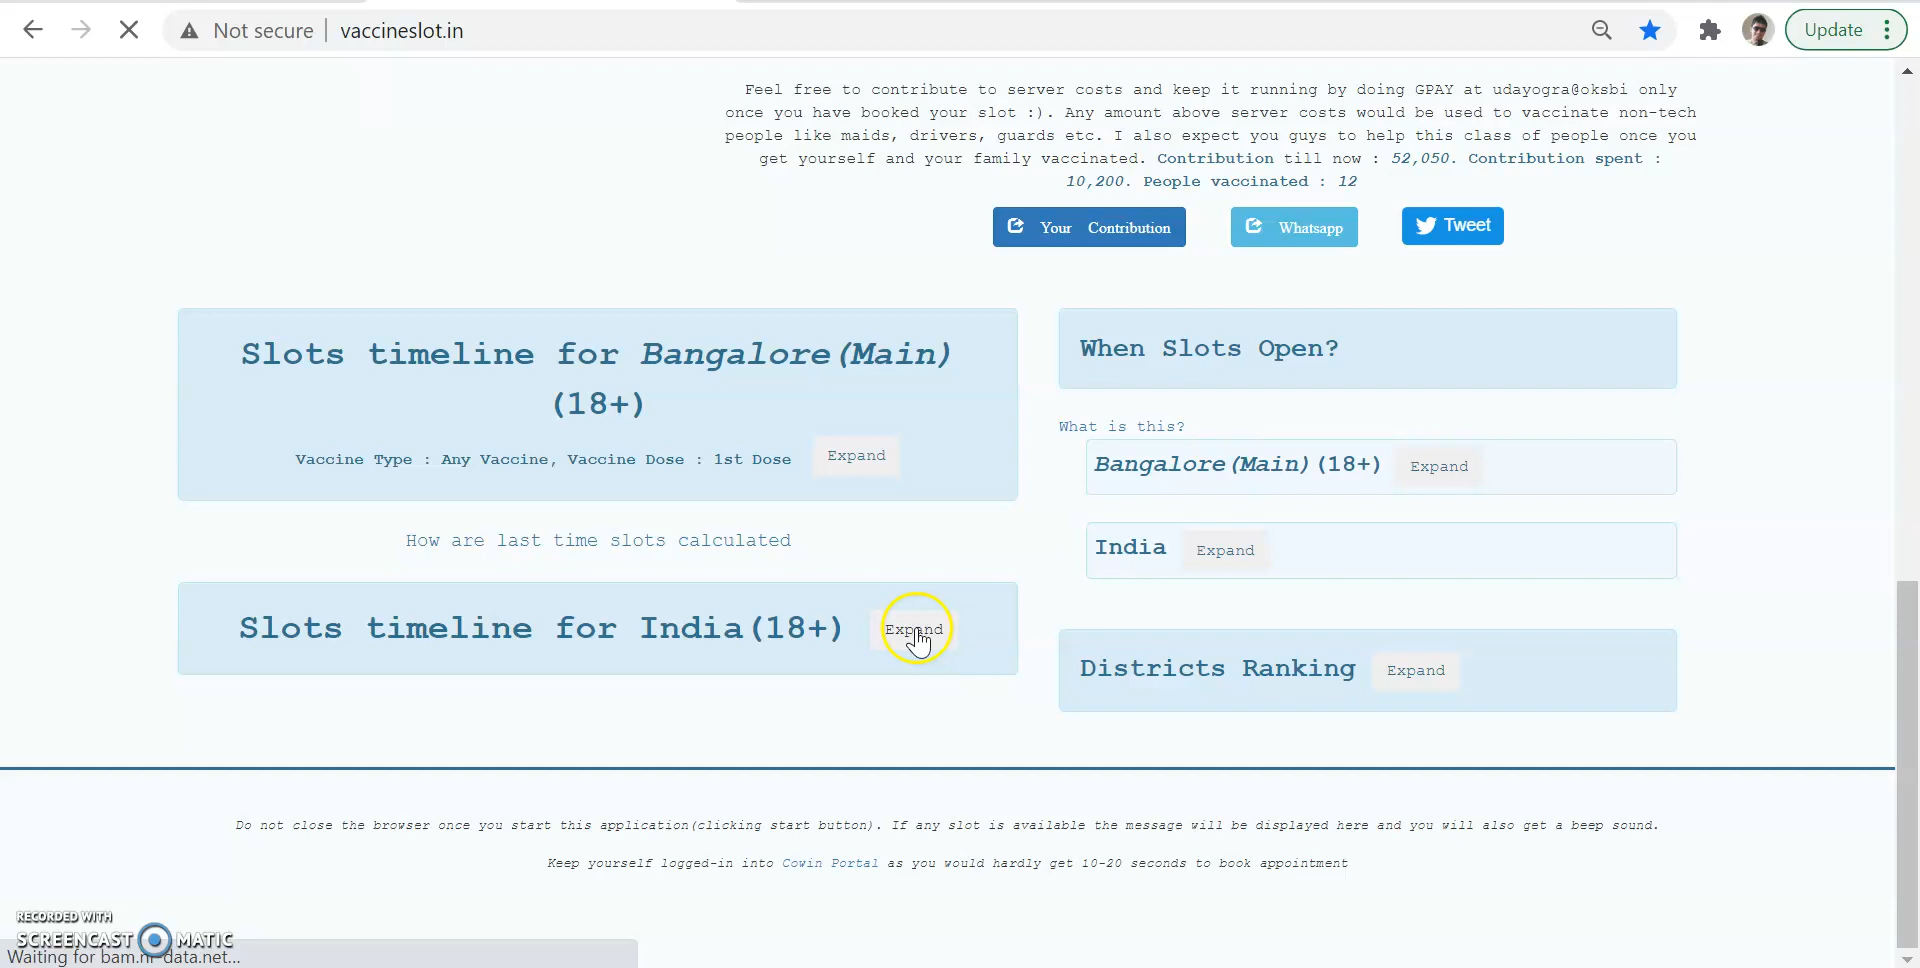 Not secure | vaccineslot.in
Update
Feel free to contribute to server costs and keep it running by doing GPAY at udayogra@oksbi only
once you have booked your slot :). Any amount above server costs would be used to vaccinate non-tech
people like maids, drivers, guards etc. I also expect you guys to help this class of people once you
get yourself and your family vaccinated. Contribution till now : 52,050. Contribution spent :
10,200. People vaccinated : 12
Your Contribution
Whatsapp
Tweet
Slots timeline for Bangalore(Main)
(18+)
Vaccine Type : Any Vaccine, Vaccine Dose : 1st Dose
Expand
How are last time slots calculated
Slots timeline for India(18+)
Expand
When Slots Open?
What is this?
Bangalore(Main)(18+) Expand
India Expand
Districts Ranking Expand
Do not close the browser once you start this application(clicking start button). If any slot is available the message will be displayed here and you will also get a beep sound.
Keep yourself logged-in into Cowin Portal as you would hardly get 10-20 seconds to book appointment
RECORDED WITH
SCREENCAST MATIC
Waiting for bam.nr-data.net...